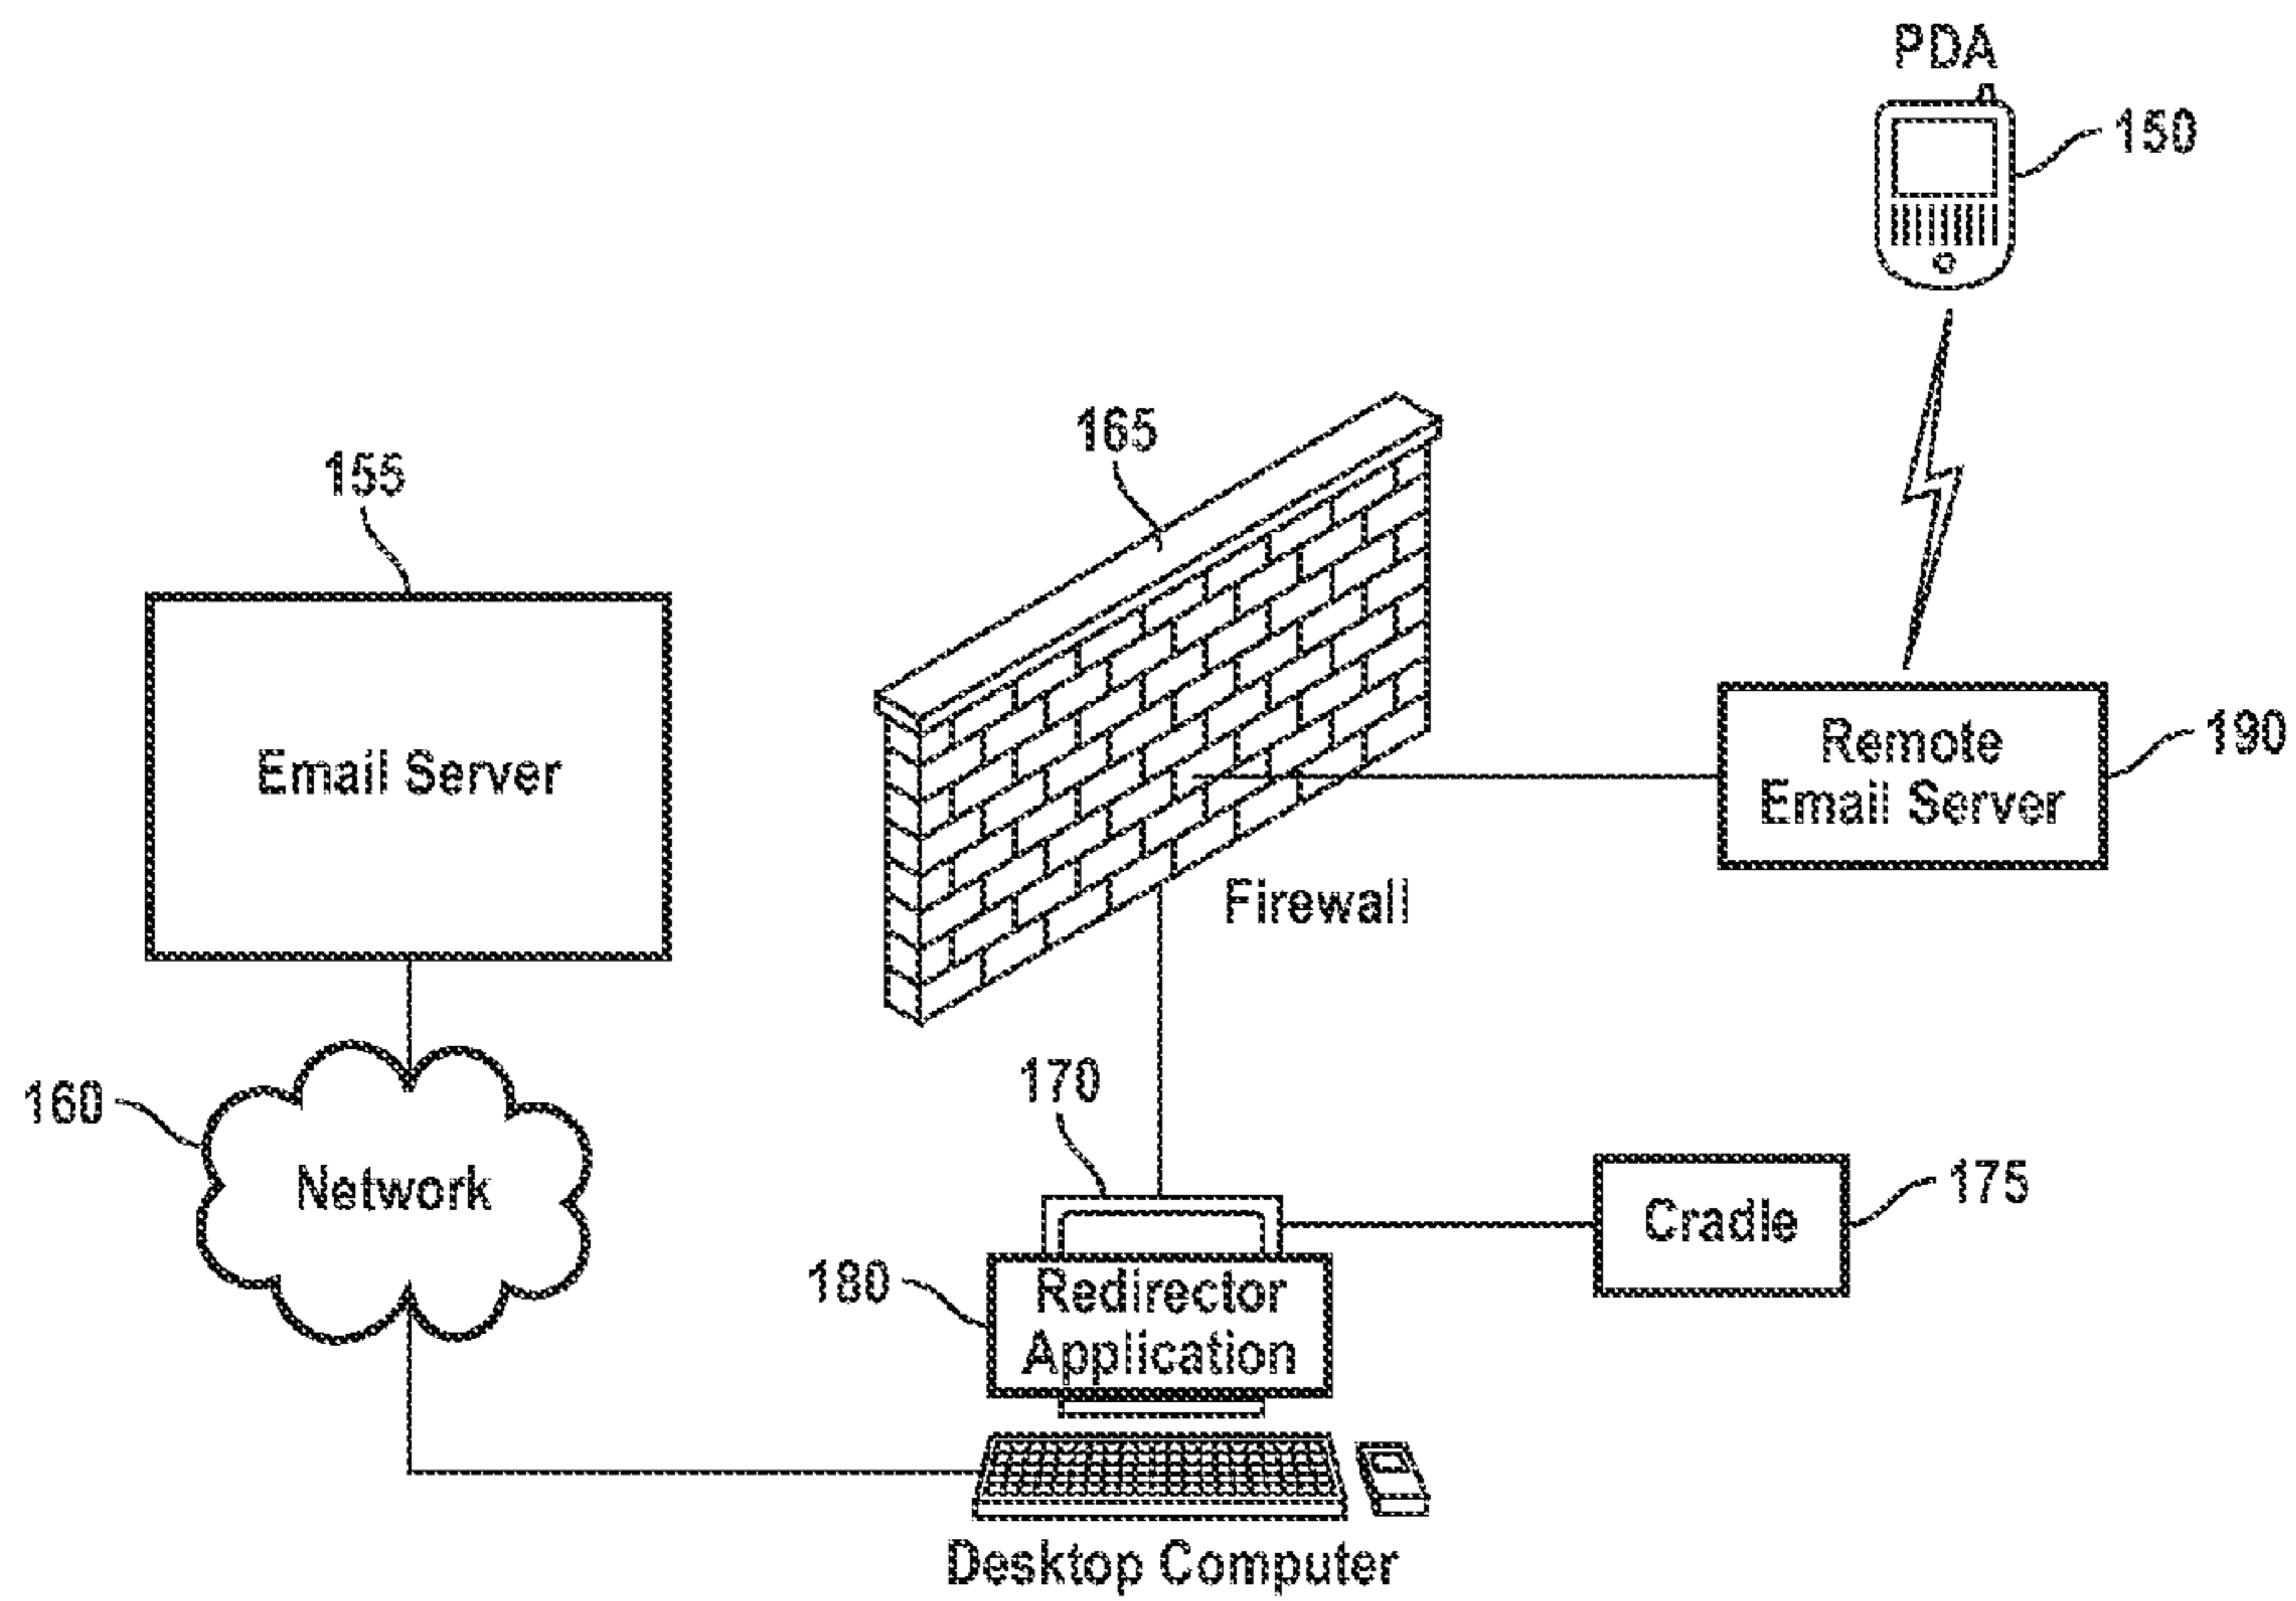 PDA
150
165
155
Email Server
Remote
Email Server
190
Firewall
160
Network
170
Cradle
175
180
Redirector
Application
Desktop Computer